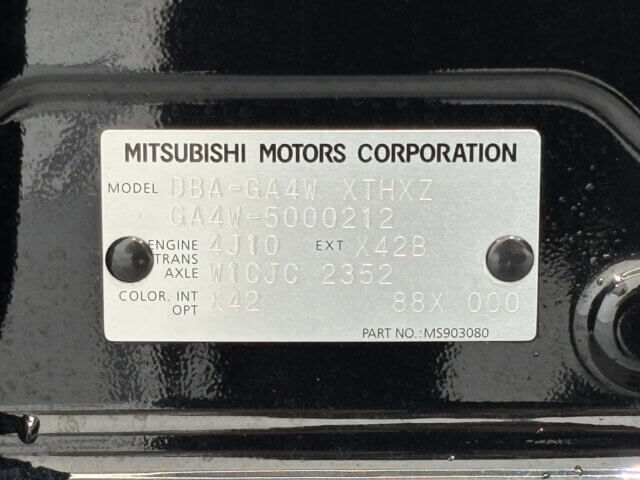 MITSUBISHI MOTORS CORPORATION
MODEL DBA-GA4W XTHXZ
GA4W-5000212
ENGINE 4J10 EXT X42B
TRANS AXLE W1CJC 2352
COLOR. INT OPT X42 88X 000
PART NO.:MS903080